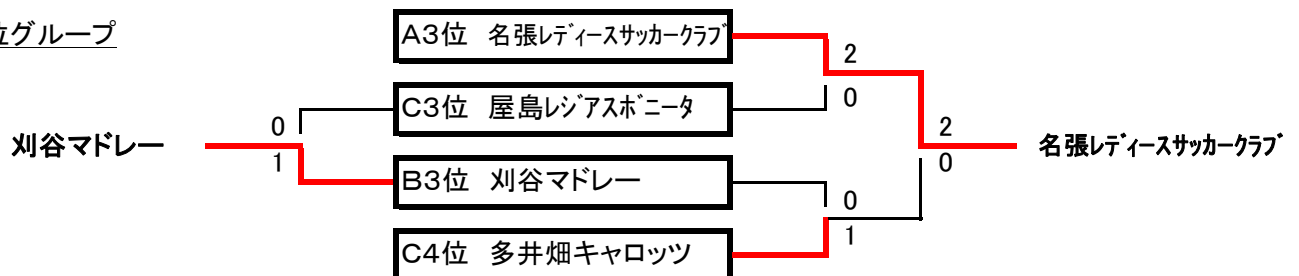 位グループ
A3位 名張レディースサッカークラブ
2
C3位 屋島レジアスボニータ
0
0
2
刈谷マドレー
名張レディースサッカークラブ
1
0
B3位 刈谷マドレー
0
1
C4位 多井畑キャロッツ